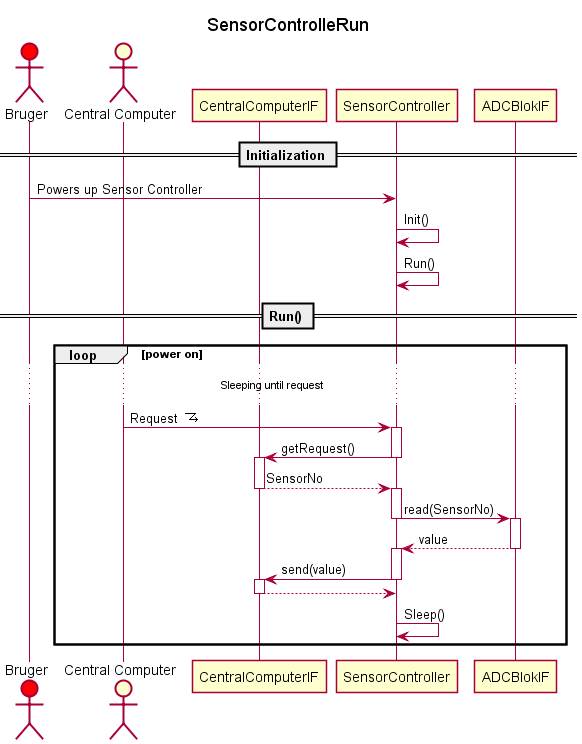 SensorControlleRun
Bruger
Central Computer
CentralComputerIF
SensorController
ADCBlokIF
Initialization
Powers up Sensor Controller
Init()
Run()
Run()
loop
[power on]
Sleeping until request
Request
getRequest()
SensorNo
read(SensorNo)
value
send(value)
Sleep()
Bruger
Central Computer
CentralComputerIF
SensorController
ADCBlokIF